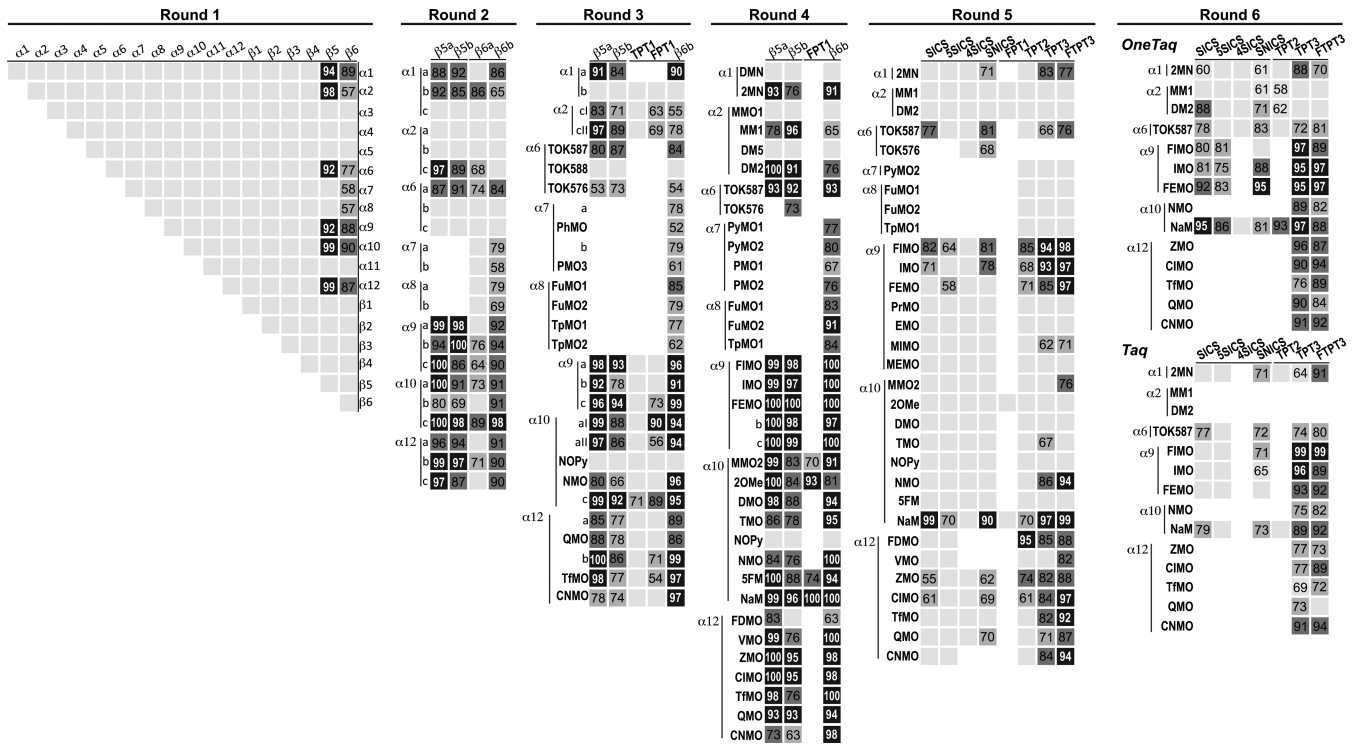 Round 1
α1 α2 α3 α4 α5 α6 α7 α8 α9 α10 α11 α12 β1 β2 β3 β4 β5 β6
94 89 α1
98 57 α2
α3
α4
α5
92 77 α6
58 α7
57 α8
92 88 α9
99 90 α10
α11
99 87 α12
β1
β2
β3
β4
β5
β6
Round 2
β5a β5b β6a β6b
α1 a 88 92 86
b 92 85 86 65
c
α2 a
b
c 97 89 68
α6 a 87 91 74 84
b
c
α7 a 79
b 58
α8 a 79
b 69
α9 a 99 98 92
b 94 100 76 94
c 100 86 64 90
α10 a 100 91 73 91
b 80 69 91
c 100 98 89 98
α12 a 96 94 91
b 99 97 71 90
c 97 87 90
Round 3
β5a β5b TPT1 FPT1 β6b
α1 a 91 84 90
b
α2 cI 83 71 63 55
cII 97 89 69 78
α6 TOK587 80 87 84
TOK588
TOK576 53 73 54
α7 a 78
PhMO 52
b 79
PMO3 61
α8 FuMO1 85
FuMO2 79
TpMO1 77
TpMO2 62
α9 a 98 93 96
b 92 78 91
c 96 94 73 99
α10 aI 99 88 90 94
aII 97 86 56 94
NOPy
NMO 80 66 96
c 99 92 71 89 95
α12 a 85 77 89
QMO 88 78 86
b 100 86 71 99
TfMO 98 77 54 97
CNMO 78 74 97
Round 4
β5a β5b FPT1 β6b
α1 DMN
2MN 93 76 91
α2 MMO1
MM1 78 96 65
DM5
DM2 100 91 76
α6 TOK587 93 92 93
TOK576 73
α7 PyMO1 77
PyMO2 80
PMO1 67
PMO2 76
α8 FuMO1 83
FuMO2 91
TpMO1 84
α9 FIMO 99 98 100
IMO 99 97 100
FEMO 100 100 100
b 100 98 97
c 100 99 100
α10 MMO2 99 83 70 91
2OMe 100 84 93 81
DMO 98 88 94
TMO 86 78 95
NOPy
NMO 84 76 100
5FM 100 88 74 94
NaM 99 96 100 100
α12 FDMO 83 63
VMO 99 76 100
ZMO 100 95 98
ClMO 100 95 98
TfMO 98 76 100
QMO 93 93 94
CNMO 73 63 98
Round 5
SICS 5SICS 4SICS SNICS FPT1 TPT2 TPT3 FTPT3
α1 2MN 71 83 77
α2 MM1
DM2
α6 TOK587 77 81 66 76
TOK576 68
α7 PyMO2
α8 FuMO1
FuMO2
TpMO1
α9 FIMO 82 64 81 85 94 98
IMO 71 78 68 93 97
FEMO 58 71 85 97
PrMO
EMO
MIMO 62 71
MEMO
α10 MMO2 76
2OMe
DMO
TMO 67
NOPy
NMO 86 94
5FM
NaM 99 70 90 70 97 99
α12 FDMO 95 85 88
VMO 82
ZMO 55 62 74 82 88
ClMO 61 69 61 84 97
TfMO 82 92
QMO 70 71 87
CNMO 84 94
Round 6
OneTaq SICS 5SICS 4SICS SNICS TPT2 TPT3 FTPT3
α1 2MN 60 61 88 70
α2 MM1 61 58
DM2 88 71 62
α6 TOK587 78 83 72 81
α9 FIMO 80 81 97 89
IMO 81 75 88 95 97
FEMO 92 83 95 95 97
α10 NMO 89 82
NaM 95 86 81 93 97 88
α12 ZMO 96 87
ClMO 90 94
TfMO 76 89
QMO 90 84
CNMO 91 92
Taq SICS 5SICS 4SICS SNICS TPT2 TPT3 FTPT3
α1 2MN 71 64 91
α2 MM1
DM2
α6 TOK587 77 72 74 80
α9 FIMO 71 99 99
IMO 65 96 89
FEMO 93 92
α10 NMO 75 82
NaM 79 73 89 92
α12 ZMO 77 73
ClMO 77 89
TfMO 69 72
QMO 73
CNMO 91 94